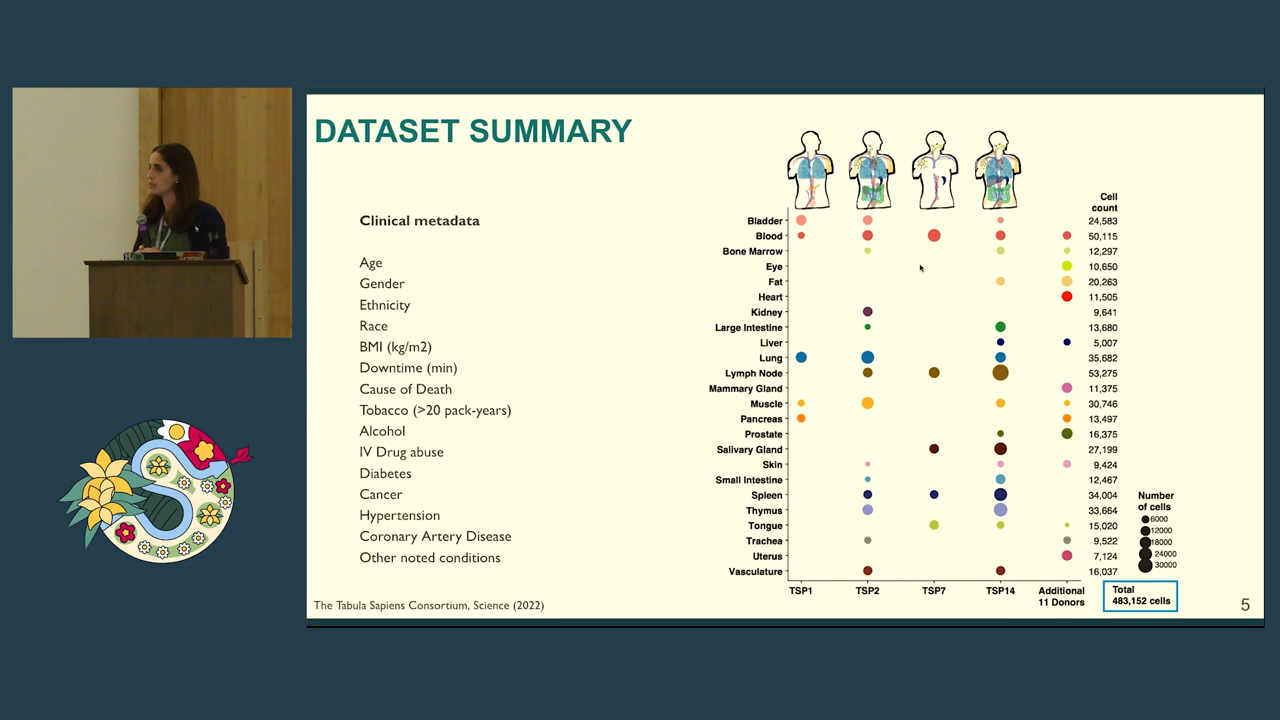 DATASET SUMMARY
Clinical metadata
Age
Gender
Ethnicity
Race
BMI (kg/m2)
Downtime (min)
Cause of Death
Tobacco (>20 pack-years)
Alcohol
IV Drug abuse
Diabetes
Cancer
Hypertension
Coronary Artery Disease
Other noted conditions
The Tabula Sapiens Consortium, Science (2022)
Cell
count
Bladder 24,583
Blood 50,115
Bone Marrow 12,297
Eye 10,650
Fat 20,263
Heart 11,505
Kidney 9,641
Large Intestine 13,680
Liver 5,007
Lung 35,682
Lymph Node 53,275
Mammary Gland 11,375
Muscle 30,746
Pancreas 13,497
Prostate 16,375
Salivary Gland 27,199
Skin 9,424
Small Intestine 12,467
Spleen 34,004
Thymus 33,664
Tongue 15,020
Trachea 9,522
Uterus 7,124
Vasculature 16,037
TSP1 TSP2 TSP7 TSP14 Additional
11 Donors
Number
of cells
6000
12000
18000
24000
30000
Total
483,152 cells
5